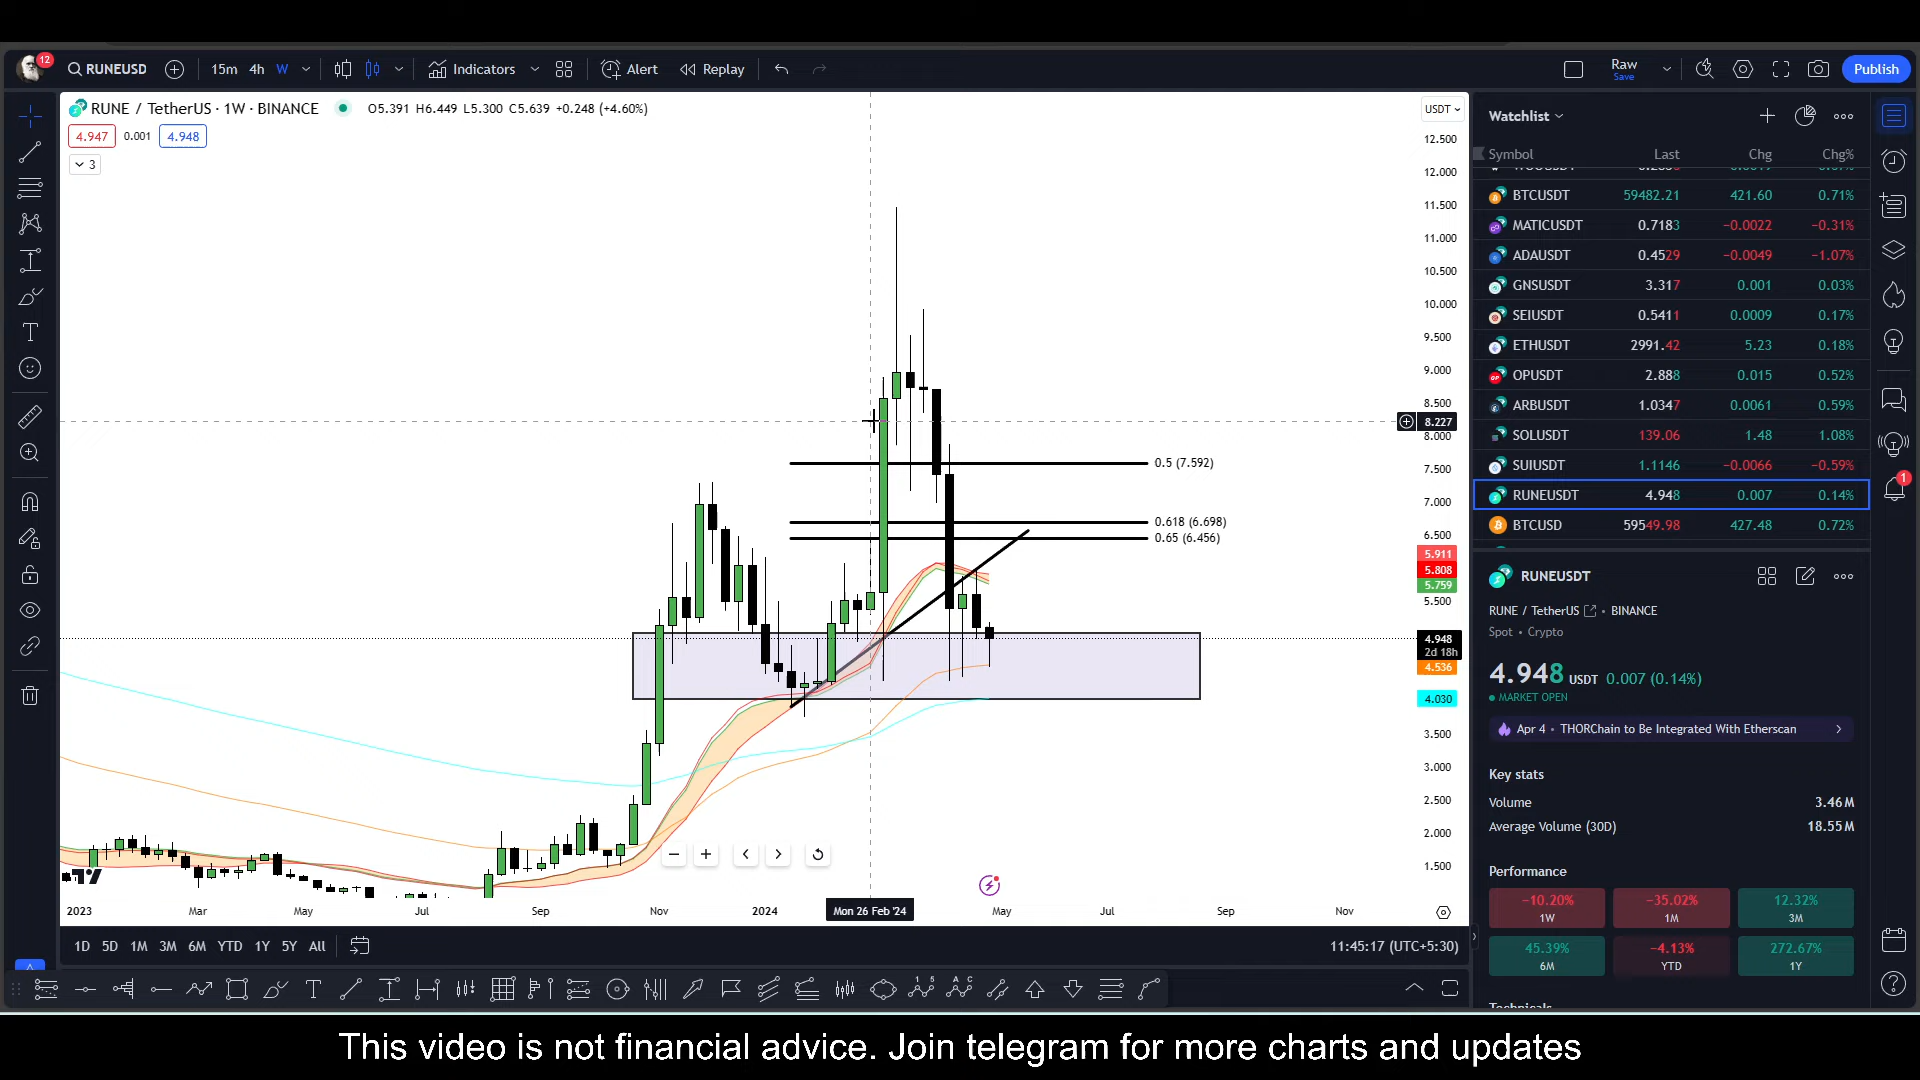 12
RUNEUSD
15m 4h W
Indicators
Alert
Replay
Raw
Save
Publish
RUNE / TetherUS · 1W · BINANCE
O5.391 H6.449 L5.300 C5.639 +0.248 (+4.60%)
USDT
4.947 0.001 4.948
3
12.500
12.000
11.500
11.000
10.500
10.000
9.500
9.000
8.500
8.227
8.000
7.500
7.000
6.500
5.911
5.808
5.759
5.500
4.948
2d 18h
4.536
4.030
3.500
3.000
2.500
2.000
1.500
0.5 (7.592)
0.618 (6.698)
0.65 (6.456)
2023 Mar May Jul Sep Nov 2024 Mon 26 Feb '24 May Jul Sep Nov
1D 5D 1M 3M 6M YTD 1Y 5Y All
11:45:17 (UTC+5:30)
Watchlist
Symbol Last Chg Chg%
BTCUSDT 59482.21 421.60 0.71%
MATICUSDT 0.7183 −0.0022 −0.31%
ADAUSDT 0.4529 −0.0049 −1.07%
GNSUSDT 3.317 0.001 0.03%
SEIUSDT 0.5411 0.0009 0.17%
ETHUSDT 2991.42 5.23 0.18%
OPUSDT 2.888 0.015 0.52%
ARBUSDT 1.0347 0.0061 0.59%
SOLUSDT 139.06 1.48 1.08%
SUIUSDT 1.1146 −0.0066 −0.59%
RUNEUSDT 4.948 0.007 0.14%
BTCUSD 59549.98 427.48 0.72%
1
RUNEUSDT
RUNE / TetherUS • BINANCE
Spot • Crypto
4.948 USDT 0.007 (0.14%)
MARKET OPEN
Apr 4 • THORChain to Be Integrated With Etherscan
Key stats
Volume 3.46M
Average Volume (30D) 18.55M
Performance
−10.20% −35.02% 12.32%
1W 1M 3M
45.39% −4.13% 272.67%
6M YTD 1Y
This video is not financial advice. Join telegram for more charts and updates